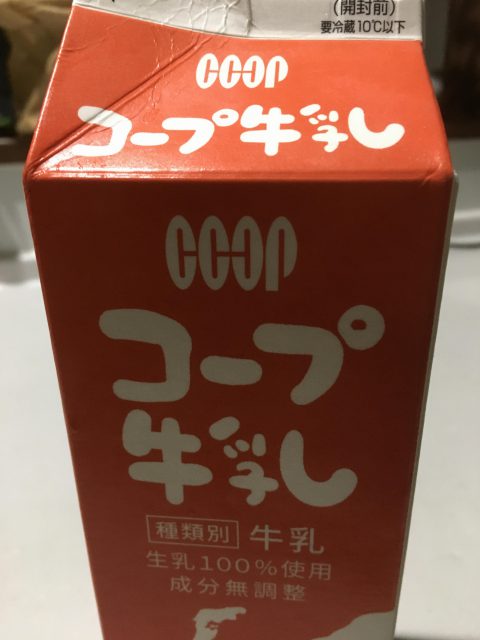 (開封前)
要冷蔵10℃以下
COOP
コープ牛乳
COOP
コープ
牛乳
種類別 牛乳
生乳100%使用
成分無調整